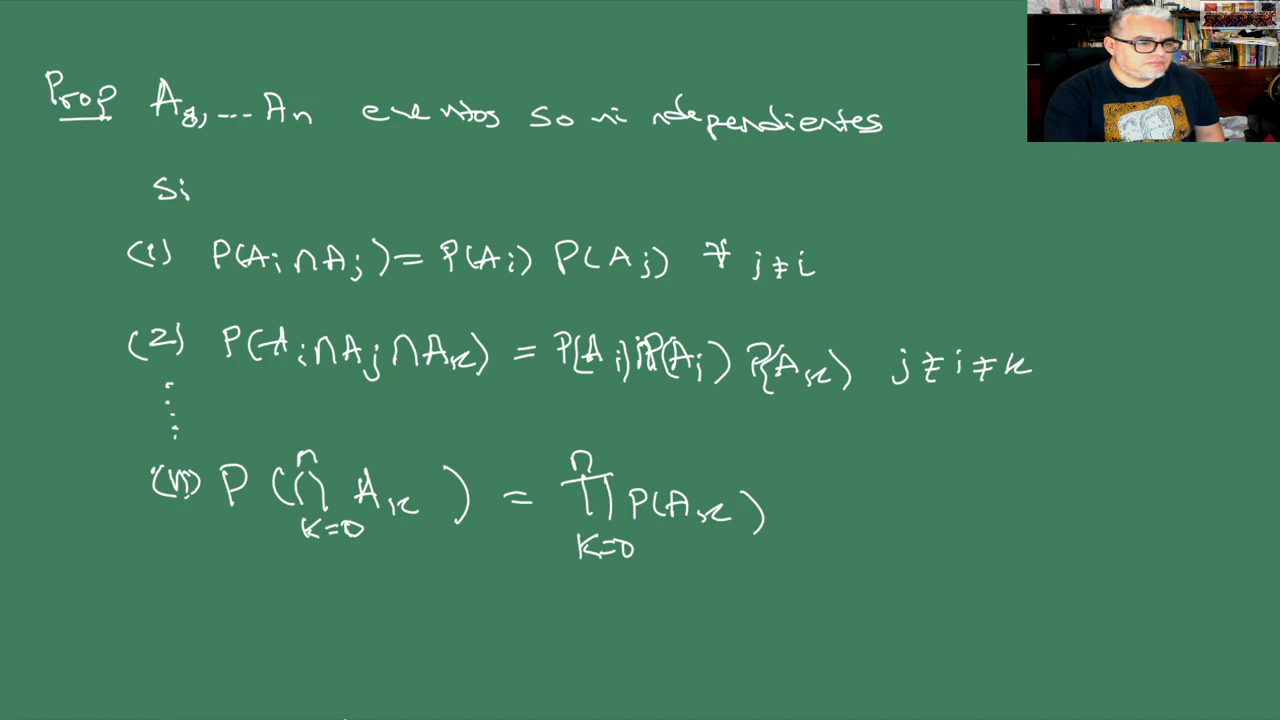 Prop A₀, ... Aₙ eventos son independientes
si
(1) P(Aᵢ ∩ Aⱼ) = P(Aᵢ) P(Aⱼ) ∀ j ≠ i
(2) P(Aᵢ ∩ Aⱼ ∩ Aₖ) = P(Aᵢ) P(Aⱼ) P(Aₖ) j ≠ i ≠ k
⋮
(n) P(⋂ₖ₌₀ⁿ Aₖ) = ∏ₖ₌₀ⁿ P(Aₖ)